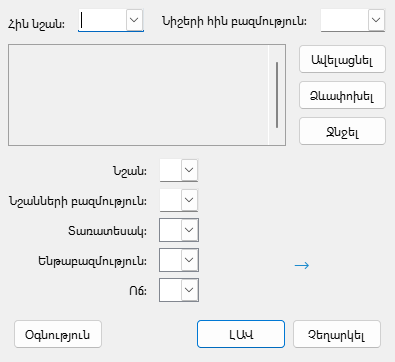 Հին նշան: Նիշերի հին բազմություն:
Ավելացնել
Ձևափոխել
Ջնջել
Նշան:
Նշանների բազմություն:
Տառատեսակ:
Ենթաբազմություն:
→
Ոճ:
Օգնություն ԼԱՎ Չեղարկել